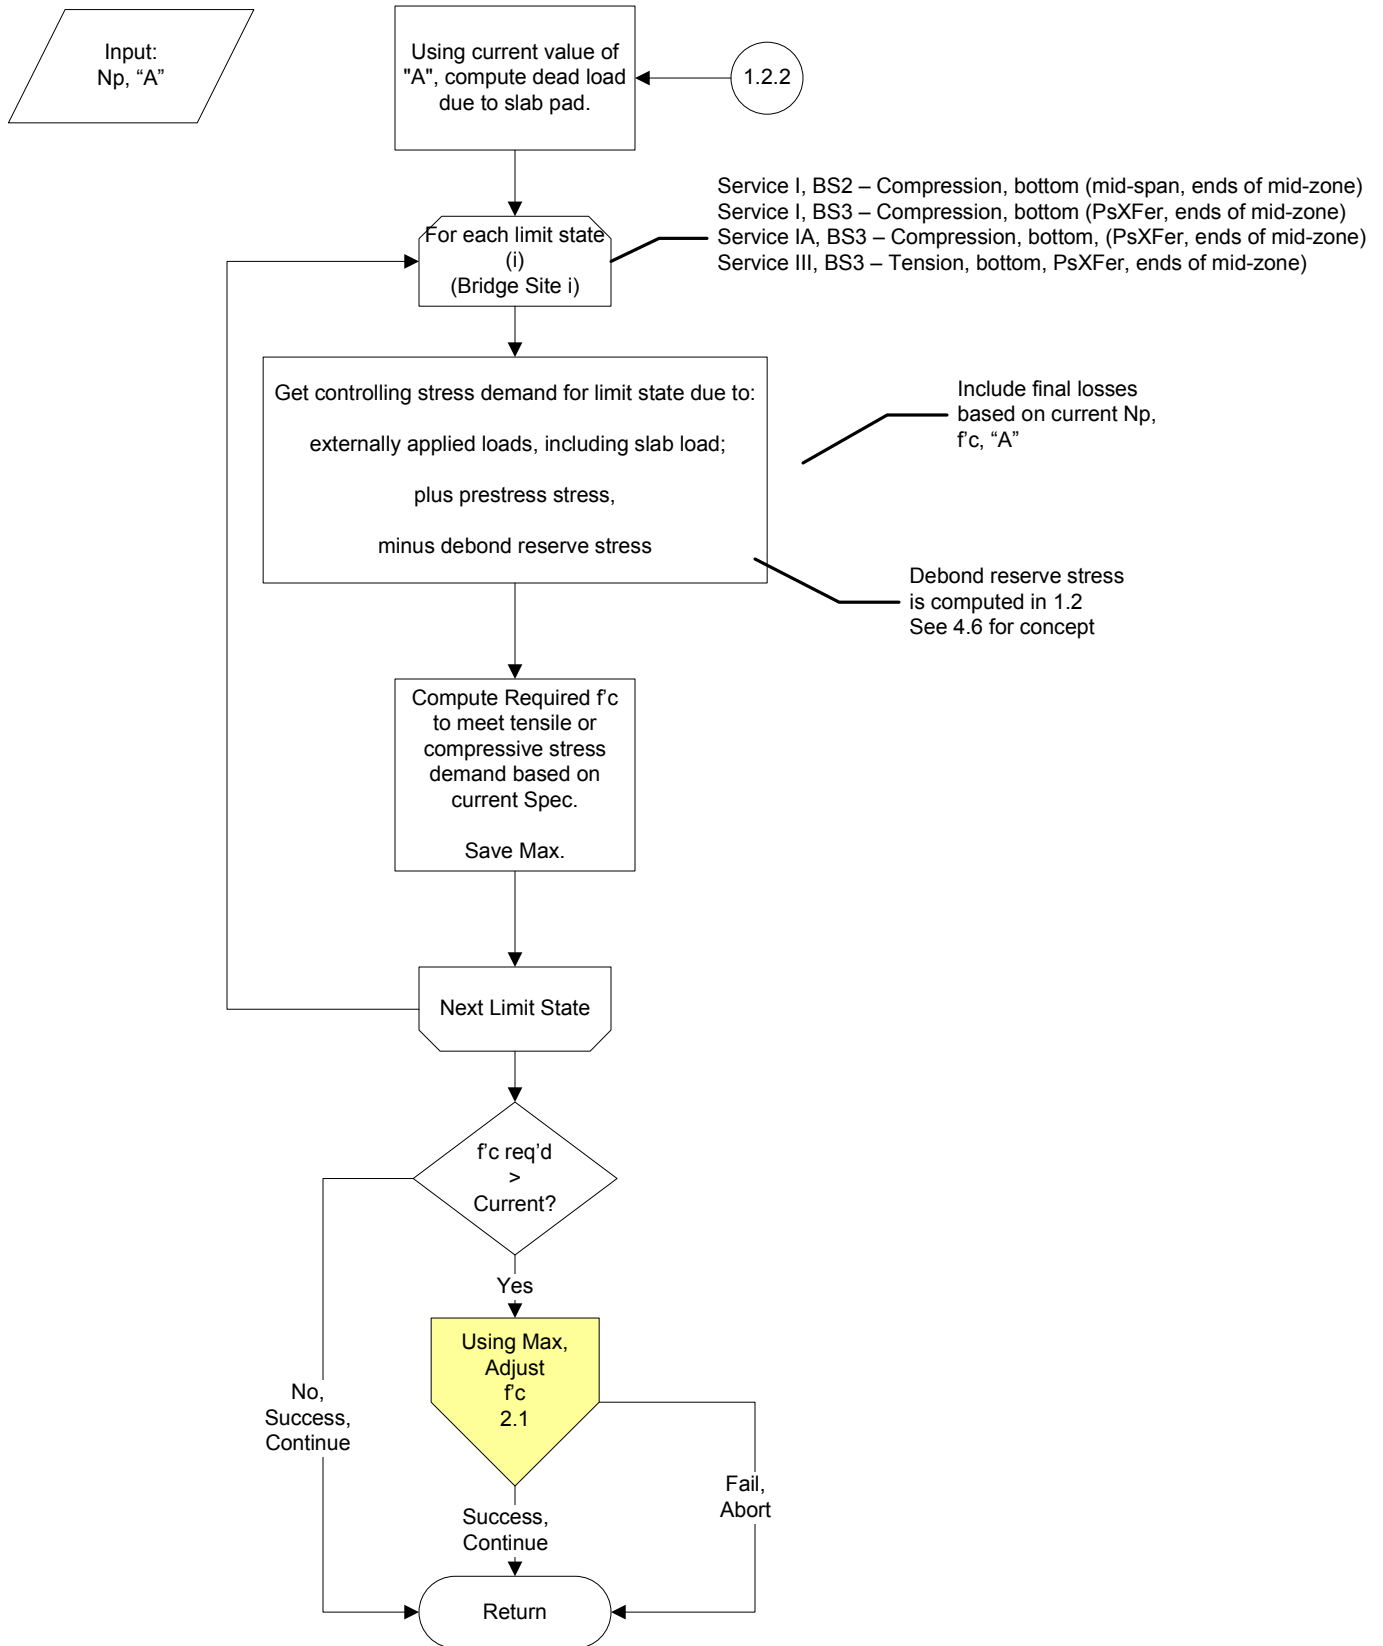 Input:
Np, “A”
Using current value of
"A", compute dead load
due to slab pad.
1.2.2
Service I, BS2 – Compression, bottom (mid-span, ends of mid-zone)
Service I, BS3 – Compression, bottom (PsXFer, ends of mid-zone)
Service IA, BS3 – Compression, bottom, (PsXFer, ends of mid-zone)
Service III, BS3 – Tension, bottom, PsXFer, ends of mid-zone)
For each limit state
(i)
(Bridge Site i)
Get controlling stress demand for limit state due to:
externally applied loads, including slab load;
plus prestress stress,
minus debond reserve stress
Include final losses
based on current Np,
f’c, “A”
Debond reserve stress
is computed in 1.2
See 4.6 for concept
Compute Required f’c
to meet tensile or
compressive stress
demand based on
current Spec.
Save Max.
Next Limit State
f’c req’d
>
Current?
Yes
Using Max,
Adjust
f’c
2.1
No,
Success,
Continue
Fail,
Abort
Success,
Continue
Return